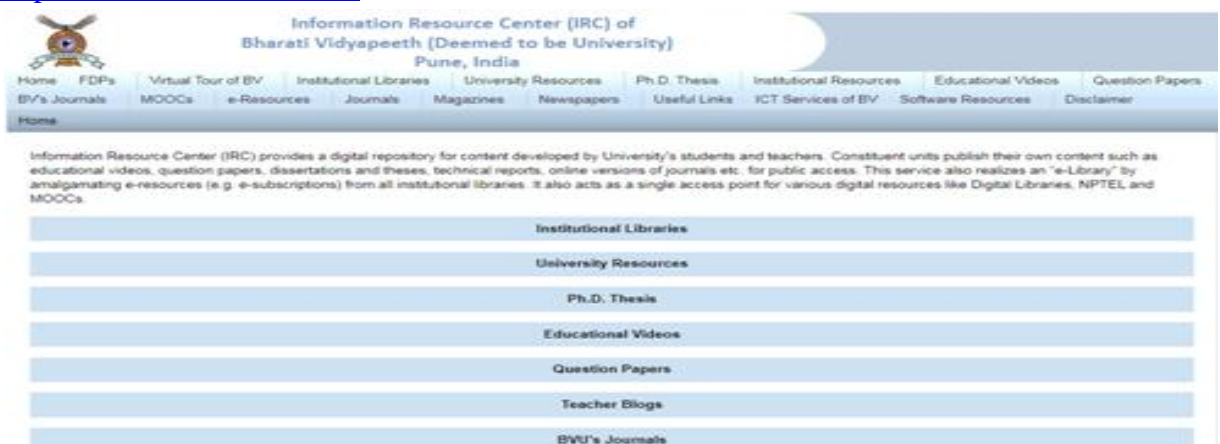 Information Resource Center (IRC) of
Bharati Vidyapeeth (Deemed to be University)
Pune, India
Home FDPs Virtual Tour of BV Institutional Libraries University Resources Ph.D. Thesis Institutional Resources Educational Videos Question Papers
BV's Journals MOOCs e-Resources Journals Magazines Newspapers Useful Links ICT Services of BV Software Resources Disclaimer
Home
Information Resource Center (IRC) provides a digital repository for content developed by University's students and teachers. Constituent units publish their own content such as
educational videos, question papers, dissertations and theses, technical reports, online versions of journals etc. for public access. This service also realizes an "e-Library" by
amalgamating e-resources (e.g. e-subscriptions) from all institutional libraries. It also acts as a single access point for various digital resources like Digital Libraries, NPTEL and
MOOCs.
Institutional Libraries
University Resources
Ph.D. Thesis
Educational Videos
Question Papers
Teacher Blogs
BVU's Journals